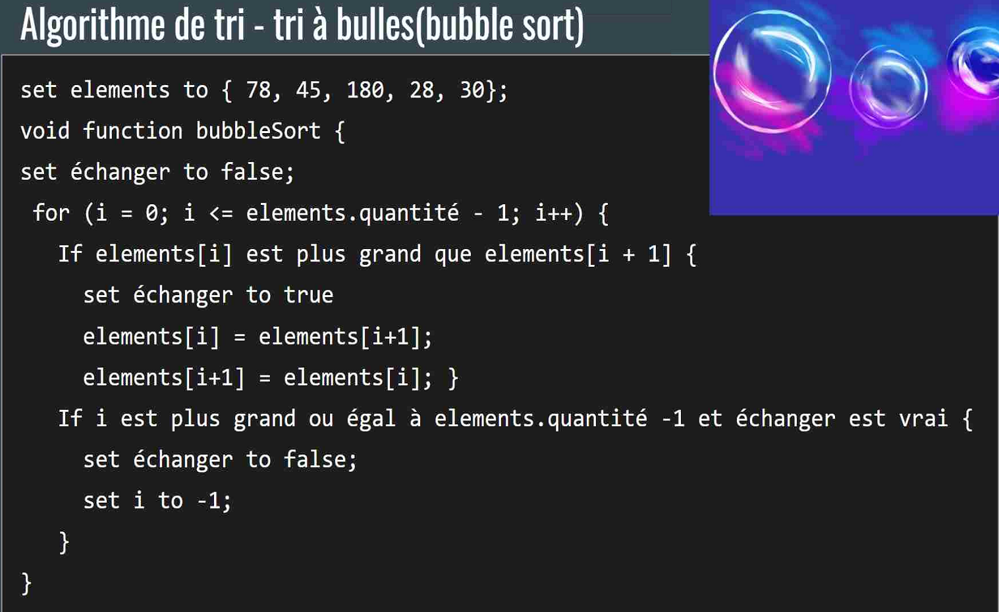 Algorithme de tri - tri à bulles(bubble sort)
set elements to { 78, 45, 180, 28, 30};
void function bubbleSort {
set échanger to false;
for (i = 0; i <= elements.quantité - 1; i++) {
If elements[i] est plus grand que elements[i + 1] {
set échanger to true
elements[i] = elements[i+1];
elements[i+1] = elements[i]; }
If i est plus grand ou égal à elements.quantité -1 et échanger est vrai {
set échanger to false;
set i to -1;
}
}